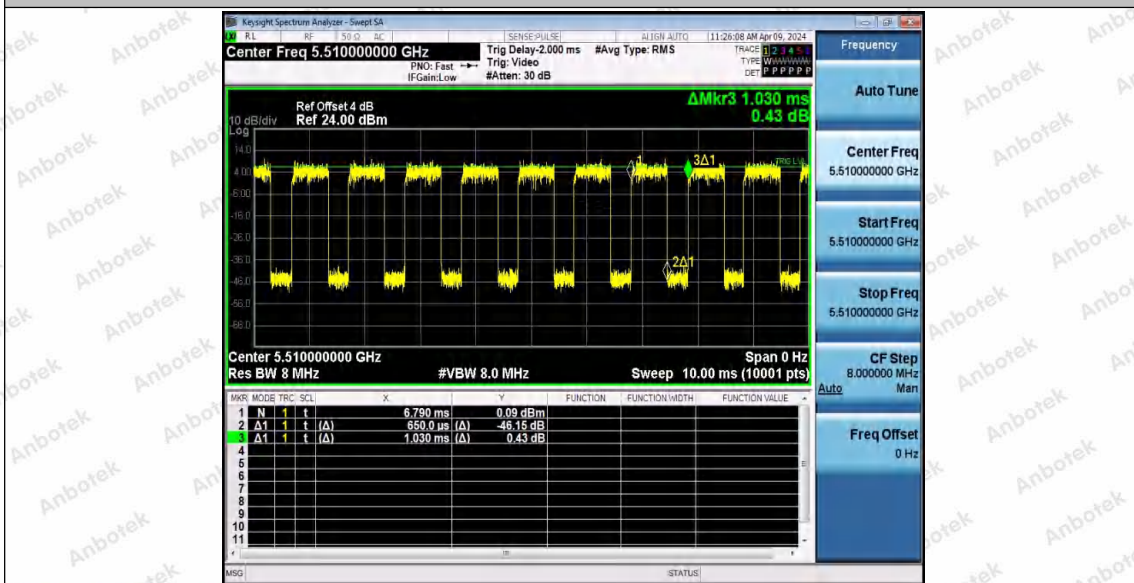 Keysight Spectrum Analyzer - Swept SA
RL RF 50 Ω AC SENSE:PULSE ALIGN AUTO 11:26:08 AM Apr 09, 2024
Center Freq 5.510000000 GHz
PNO: Fast
IFGain:Low
Trig Delay-2.000 ms
Trig: Video
#Atten: 30 dB
#Avg Type: RMS
TRACE 1 2 3 4 5
TYPE W
DET P P P P P P
Ref Offset 4 dB
Ref 24.00 dBm
10 dB/div
Log
ΔMkr3 1.030 ms
0.43 dB
14.0
4.00
-6.00
-16.0
-26.0
-36.0
-46.0
-56.0
-66.0
1
3Δ1
2Δ1
TRIG LVL
Center 5.510000000 GHz
Span 0 Hz
Res BW 8 MHz
#VBW 8.0 MHz
Sweep 10.00 ms (10001 pts)
MKR MODE TRC SCL X Y FUNCTION FUNCTION WIDTH FUNCTION VALUE
1 N 1 t 6.790 ms 0.09 dBm
2 Δ1 1 t (Δ) 650.0 µs (Δ) -46.15 dB
3 Δ1 1 t (Δ) 1.030 ms (Δ) 0.43 dB
4
5
6
7
8
9
10
11
MSG
STATUS
Frequency
Auto Tune
Center Freq
5.510000000 GHz
Start Freq
5.510000000 GHz
Stop Freq
5.510000000 GHz
CF Step
8.000000 MHz
Auto Man
Freq Offset
0 Hz
Anbotek